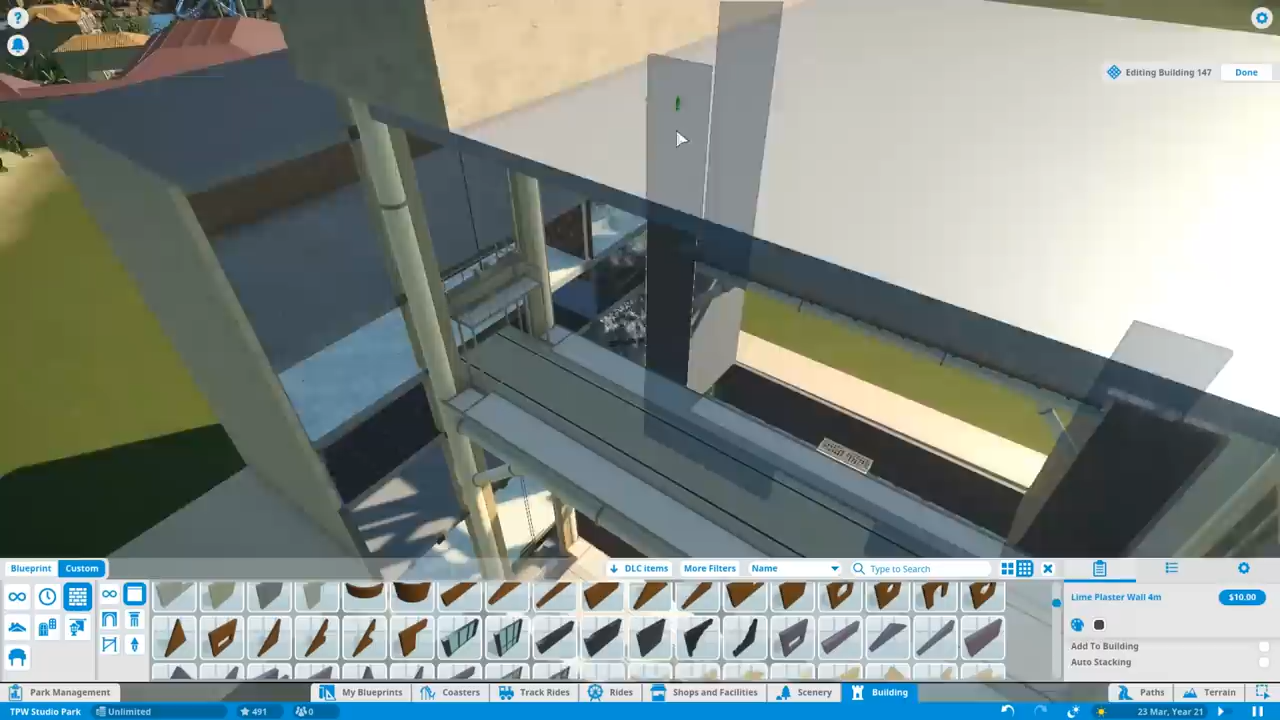 ?
Editing Building 147
Done
Blueprint
Custom
DLC items
More Filters
Name
Type to Search
Lime Plaster Wall 4m
$10.00
Add To Building
Auto Stacking
Park Management
My Blueprints
Coasters
Track Rides
Rides
Shops and Facilities
Scenery
Building
Paths
Terrain
TPW Studio Park
Unlimited
491
0
23 Mar, Year 21